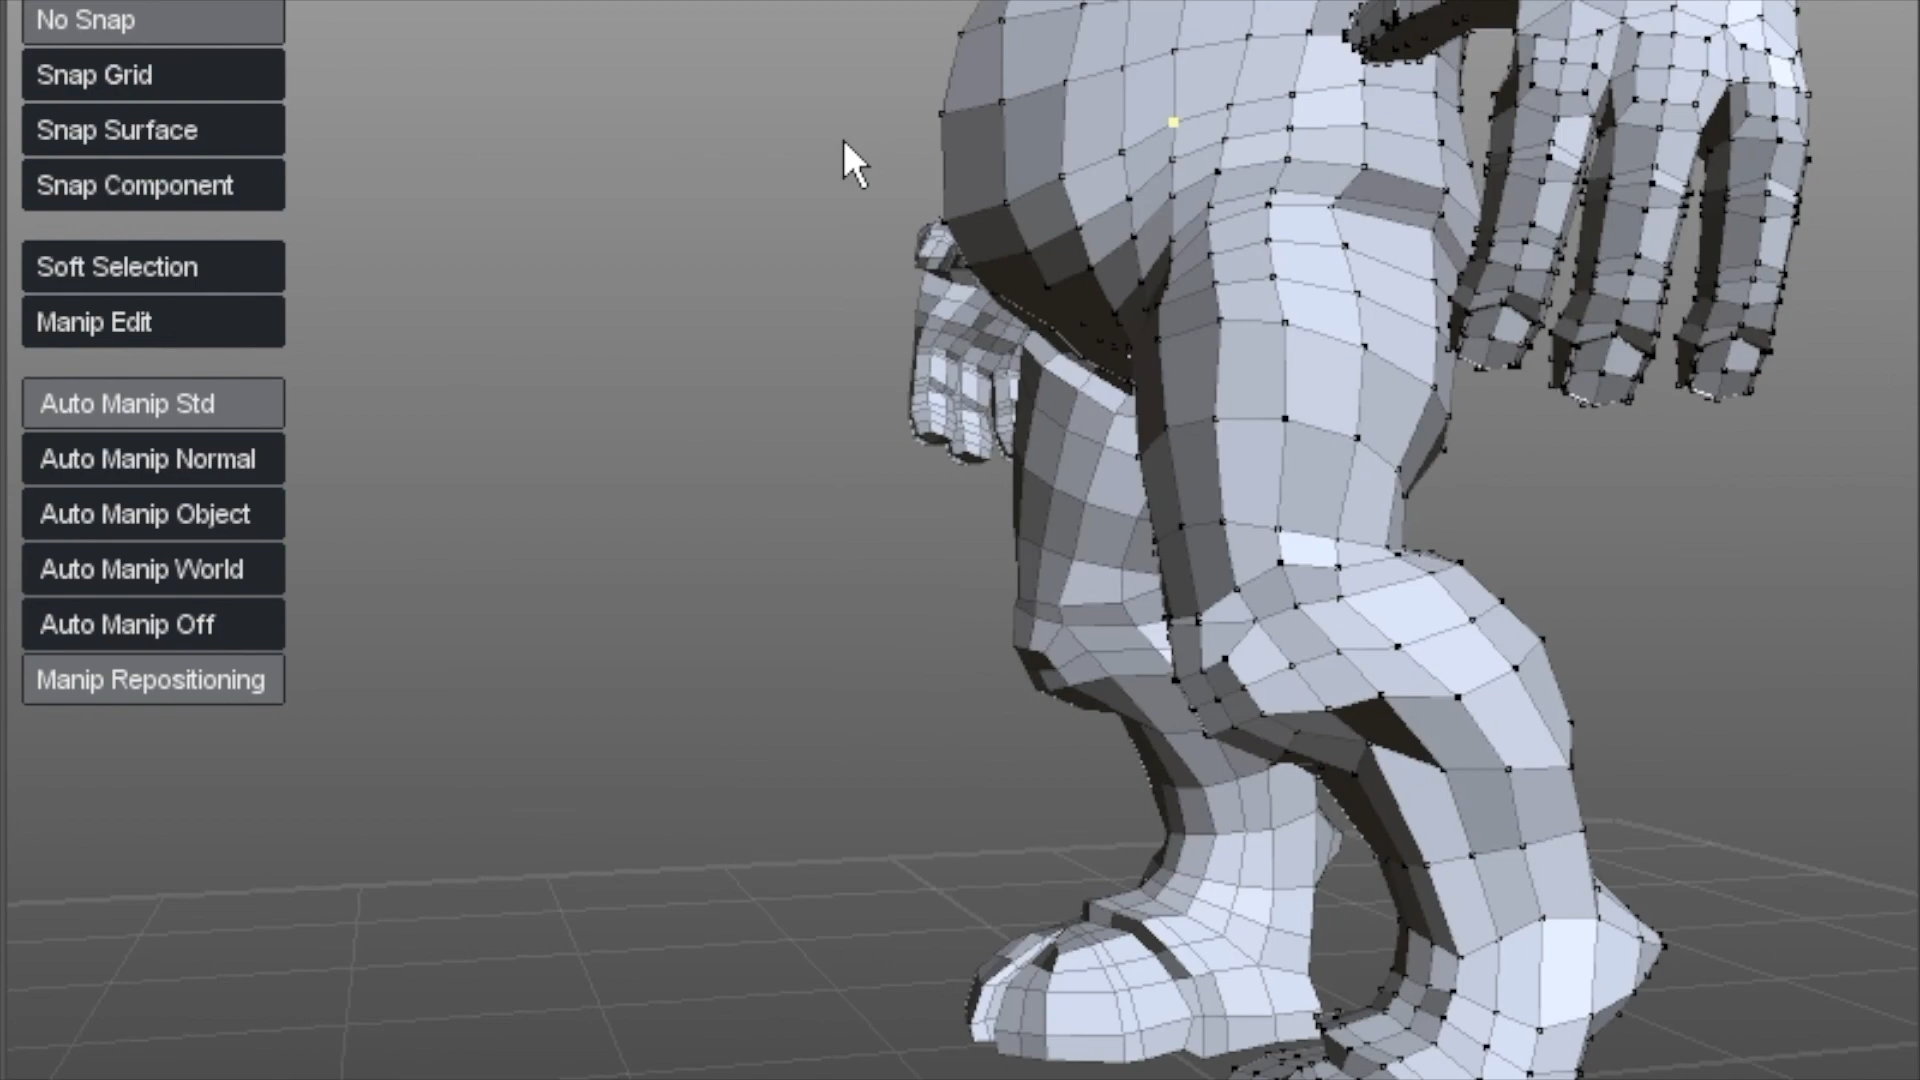 No Snap
Snap Grid
Snap Surface
Snap Component
Soft Selection
Manip Edit
Auto Manip Std
Auto Manip Normal
Auto Manip Object
Auto Manip World
Auto Manip Off
Manip Repositioning